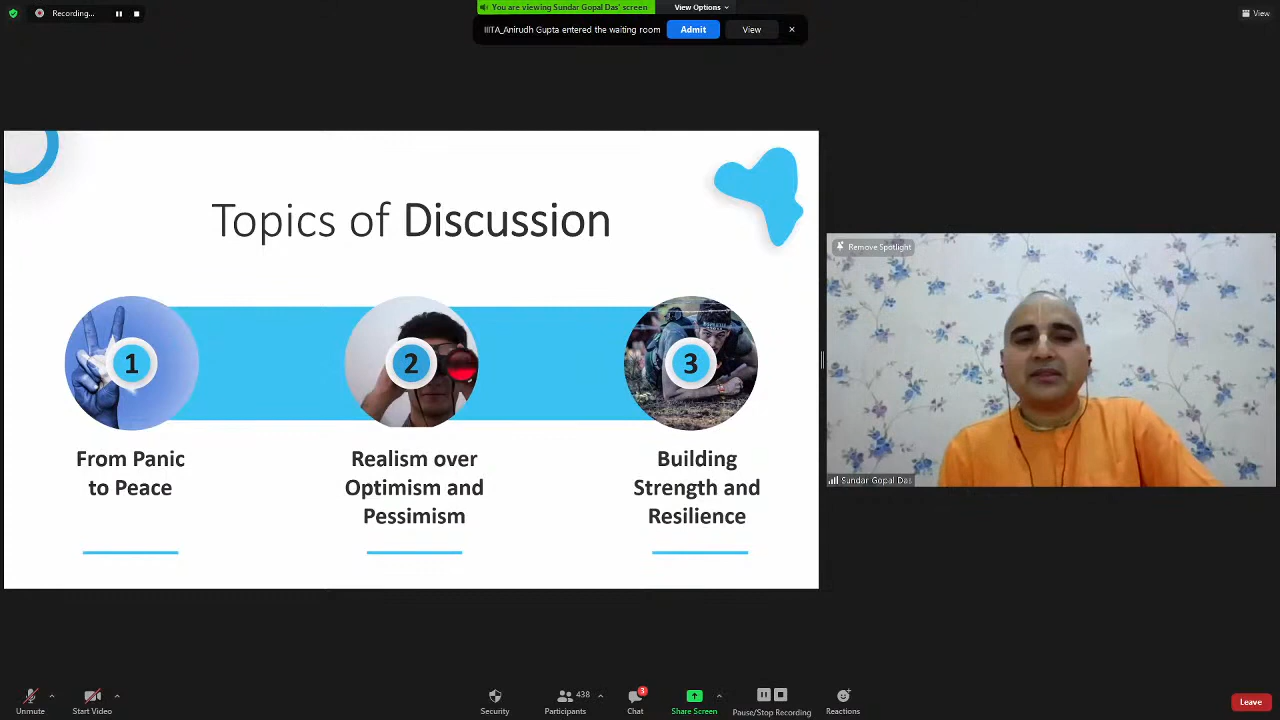 Recording...
You are viewing Sundar Gopal Das' screen
View Options
View
IIITA_Anirudh Gupta entered the waiting room
Admit
View
Topics of Discussion
1
2
3
From Panic
to Peace
Realism over
Optimism and
Pessimism
Building
Strength and
Resilience
Remove Spotlight
Sundar Gopal Das
Unmute
Start Video
Security
438
Participants
3
Chat
Share Screen
Pause/Stop Recording
Reactions
Leave